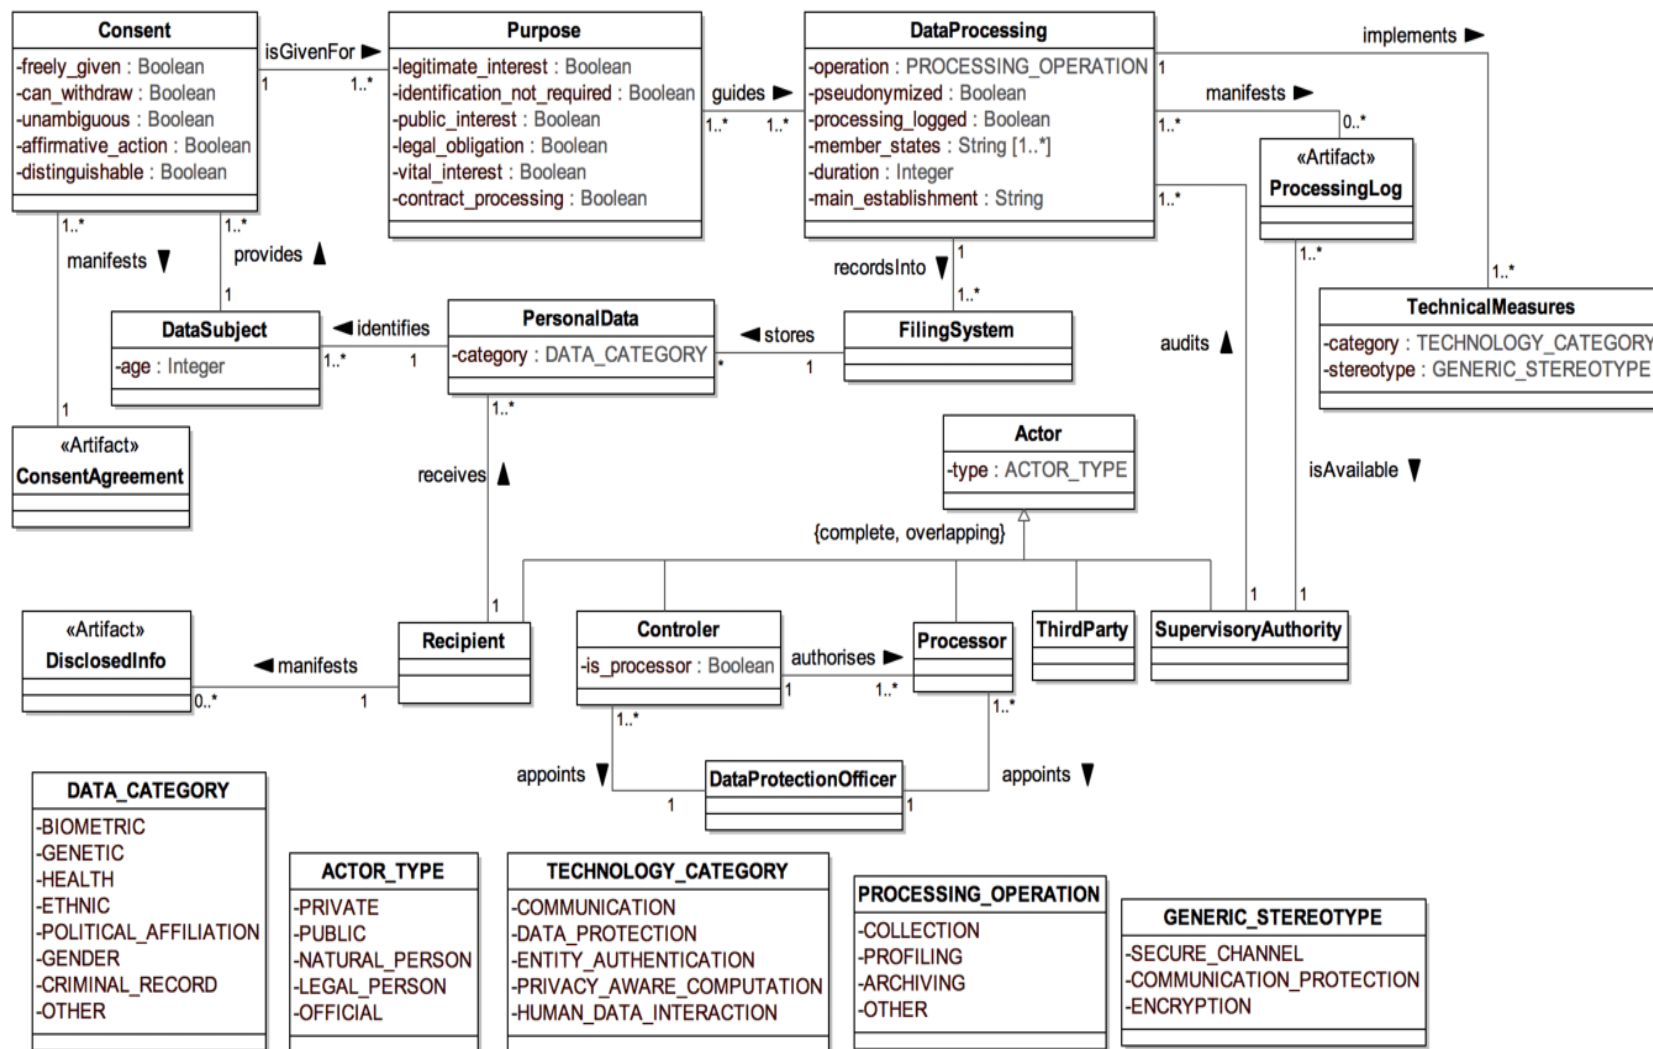 Consent
-freely_given : Boolean
-can_withdraw : Boolean
-unambiguous : Boolean
-affirmative_action : Boolean
-distinguishable : Boolean
isGivenFor
1
1..*
Purpose
-legitimate_interest : Boolean
-identification_not_required : Boolean
-public_interest : Boolean
-legal_obligation : Boolean
-vital_interest : Boolean
-contract_processing : Boolean
guides
1..*
1..*
DataProcessing
-operation : PROCESSING_OPERATION
-pseudonymized : Boolean
-processing_logged : Boolean
-member_states : String [1..*]
-duration : Integer
-main_establishment : String
implements
1
manifests
1..*
0..*
1..*
«Artifact»
ProcessingLog
1..*
1..*
manifests
1..*
provides
1
recordsInto
1
1..*
1..*
DataSubject
-age : Integer
identifies
1..*
1
PersonalData
-category : DATA_CATEGORY
stores
*
1
FilingSystem
audits
TechnicalMeasures
-category : TECHNOLOGY_CATEGORY
-stereotype : GENERIC_STEREOTYPE
1
«Artifact»
ConsentAgreement
1..*
receives
Actor
-type : ACTOR_TYPE
isAvailable
{complete, overlapping}
1
1
1
«Artifact»
DisclosedInfo
manifests
0..*
1
Recipient
Controler
-is_processor : Boolean
authorises
1
1..*
Processor
ThirdParty
SupervisoryAuthority
1..*
1..*
appoints
1
DataProtectionOfficer
1
appoints
DATA_CATEGORY
-BIOMETRIC
-GENETIC
-HEALTH
-ETHNIC
-POLITICAL_AFFILIATION
-GENDER
-CRIMINAL_RECORD
-OTHER
ACTOR_TYPE
-PRIVATE
-PUBLIC
-NATURAL_PERSON
-LEGAL_PERSON
-OFFICIAL
TECHNOLOGY_CATEGORY
-COMMUNICATION
-DATA_PROTECTION
-ENTITY_AUTHENTICATION
-PRIVACY_AWARE_COMPUTATION
-HUMAN_DATA_INTERACTION
PROCESSING_OPERATION
-COLLECTION
-PROFILING
-ARCHIVING
-OTHER
GENERIC_STEREOTYPE
-SECURE_CHANNEL
-COMMUNICATION_PROTECTION
-ENCRYPTION